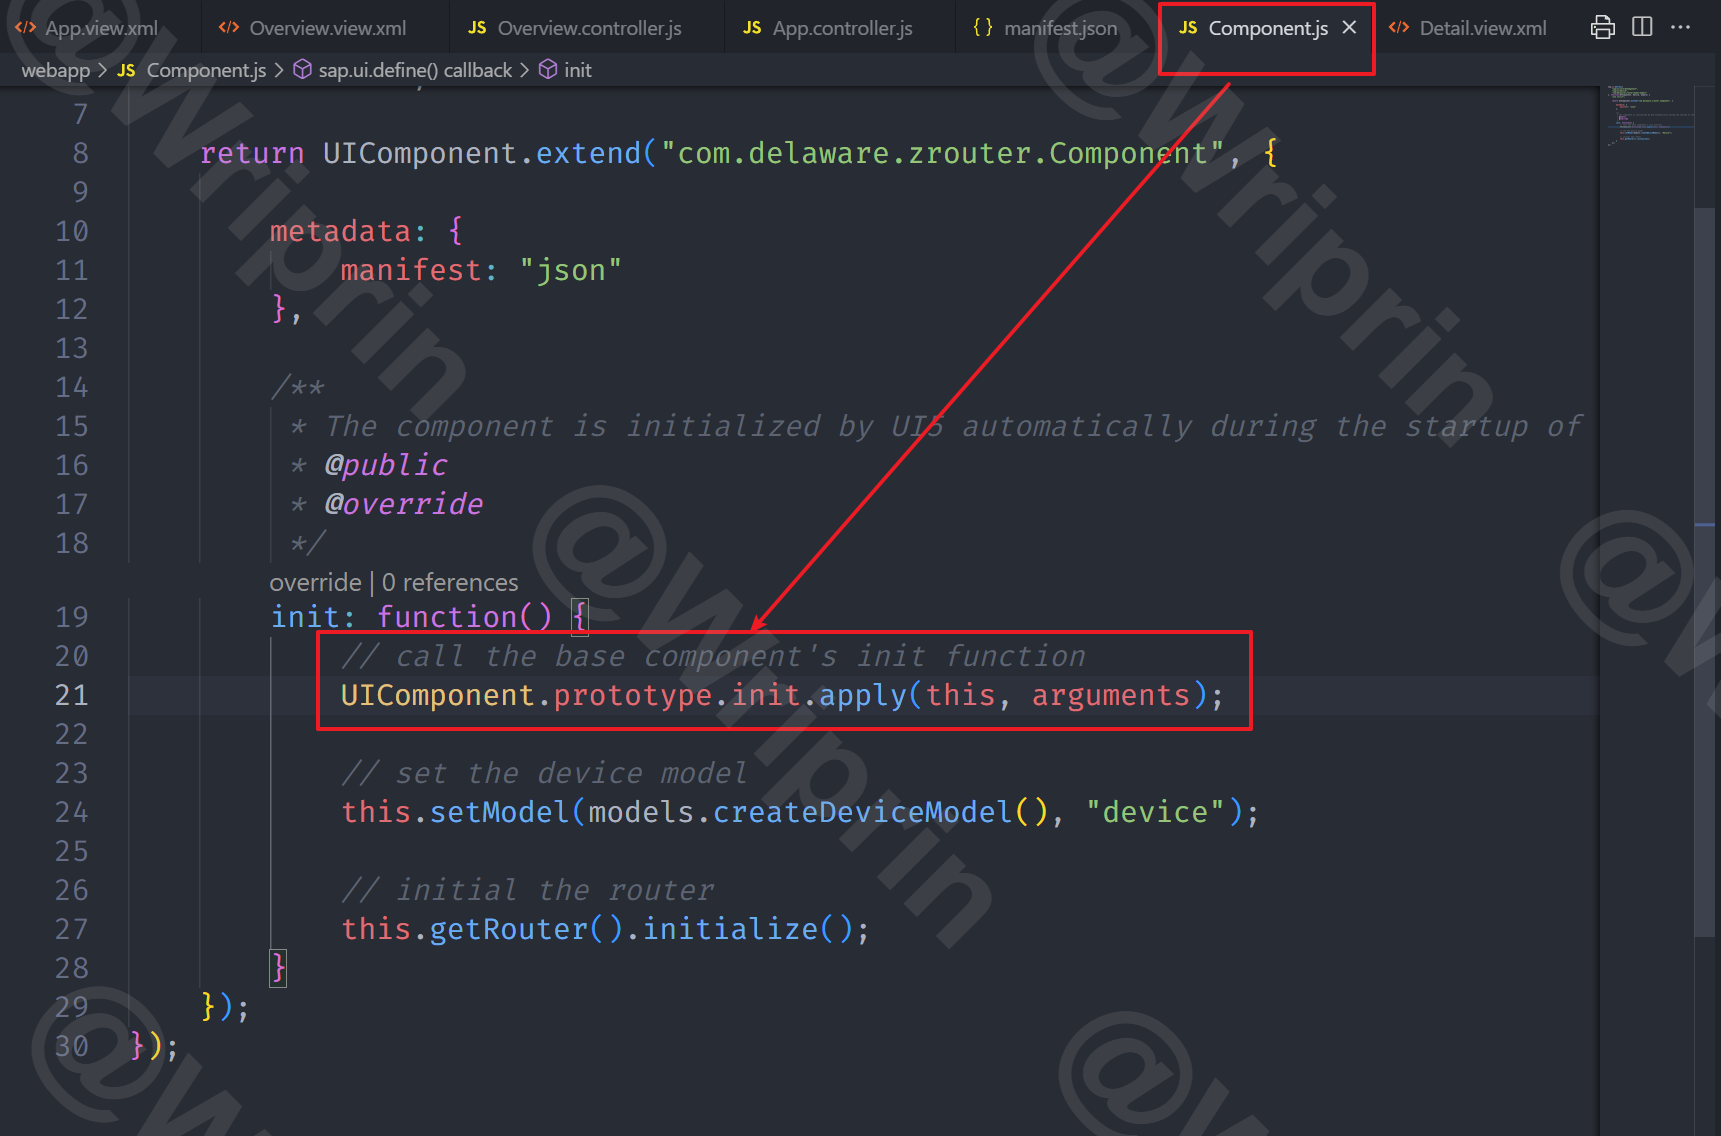 App.view.xml
Overview.view.xml
JS Overview.controller.js
JS App.controller.js
{ } manifest.json
JS Component.js
Detail.view.xml
webapp > JS Component.js > sap.ui.define() callback > init
7
8 return UIComponent.extend("com.delaware.zrouter.Component", {
9
10 metadata: {
11 manifest: "json"
12 },
13
14 /**
15 * The component is initialized by UI5 automatically during the startup of
16 * @public
17 * @override
18 */
override | 0 references
19 init: function() {
20 // call the base component's init function
21 UIComponent.prototype.init.apply(this, arguments);
22
23 // set the device model
24 this.setModel(models.createDeviceModel(), "device");
25
26 // initial the router
27 this.getRouter().initialize();
28 }
29 });
30 });
@Wriprin
@Wriprin
@Wriprin